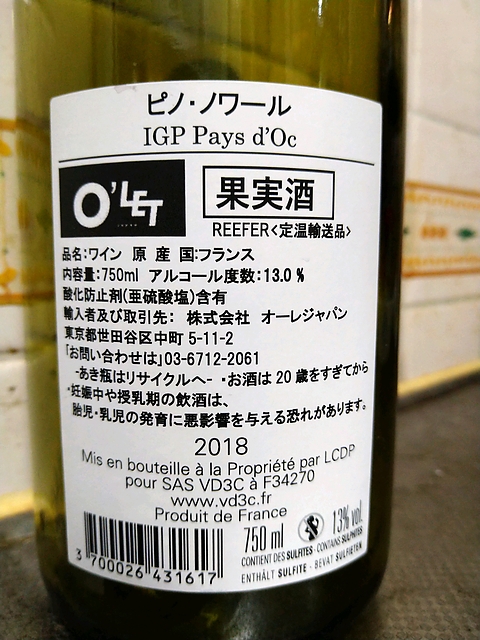 ピノ・ノワール
IGP Pays d'Oc
O'LET
果実酒
REEFER<定温輸送品>
品名:ワイン 原 産 国:フランス
内容量:750ml アルコール度数:13.0 %
酸化防止剤(亜硫酸塩)含有
輸入者及び取引先: 株式会社 オーレジャパン
東京都世田谷区中町 5-11-2
「お問い合わせは」03-6712-2061
-あき瓶はリサイクルへ- ・お酒は 20 歳をすぎてから
・妊娠中や授乳期の飲酒は、
胎児・乳児の発育に悪影響を与える恐れがあります。
2018
Mis en bouteille à la Propriété par LCDP
pour SAS VD3C à F34270
www.vd3c.fr
Produit de France
750 ml 13% vol.
CONTIENT DES SULFITES - CONTAINS SULPHITES
ENTHÄLT SULFITE - BEVAT SULFIETEN
3 700026 431617